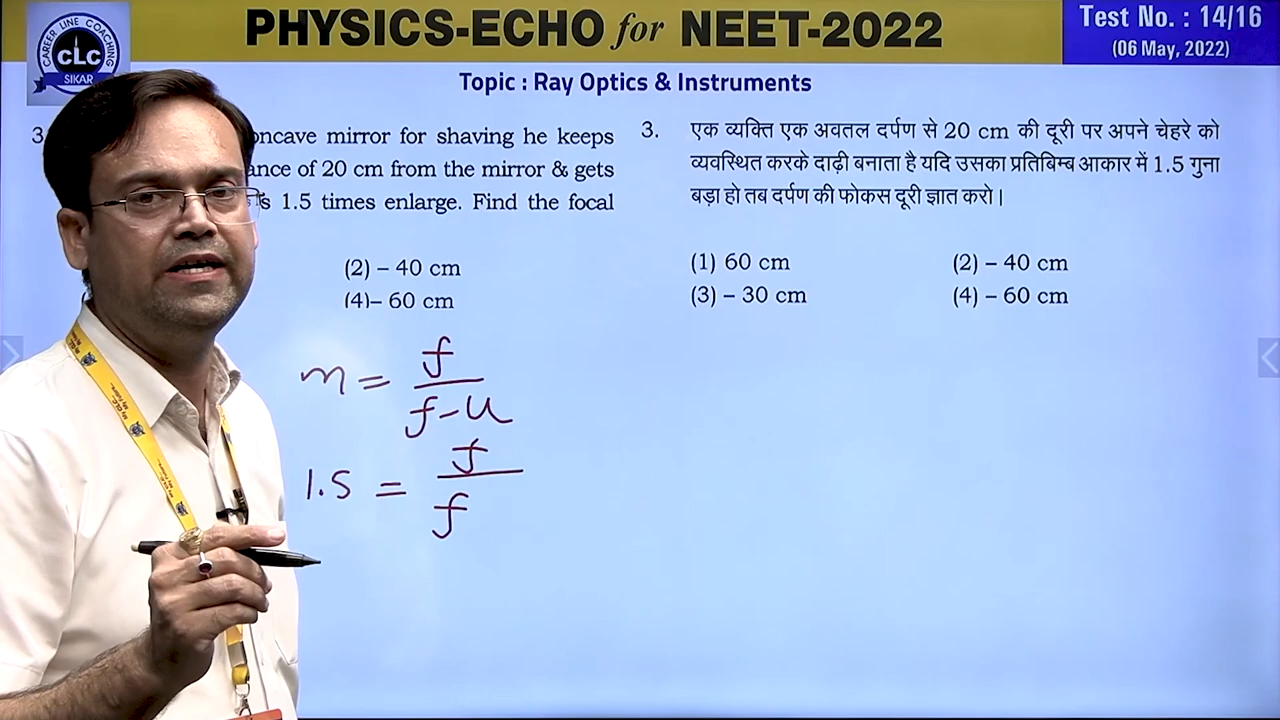 PHYSICS-ECHO for NEET-2022
Test No. : 14/16
(06 May, 2022)
CAREER LINE COACHING
CLC
SIKAR
Topic : Ray Optics & Instruments
3
oncave mirror for shaving he keeps
ance of 20 cm from the mirror & gets
s 1.5 times enlarge. Find the focal
(2) – 40 cm
(4)– 60 cm
3. एक व्यक्ति एक अवतल दर्पण से 20 cm की दूरी पर अपने चेहरे को
व्यवस्थित करके दाढ़ी बनाता है यदि उसका प्रतिबिम्ब आकार में 1.5 गुना
बड़ा हो तब दर्पण की फोकस दूरी ज्ञात करो।
(1) 60 cm (2) – 40 cm
(3) – 30 cm (4) – 60 cm
m = f
f-u
1.5 = f
f